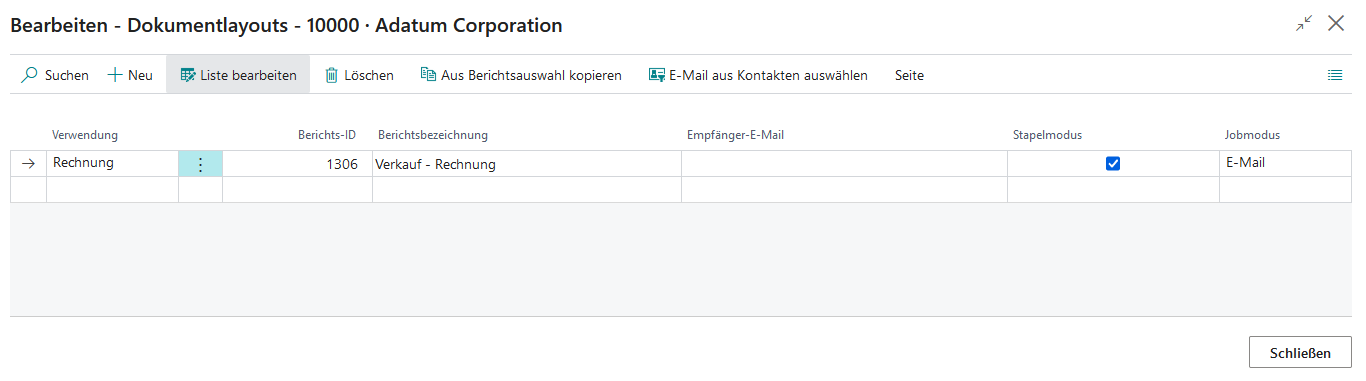 Bearbeiten - Dokumentlayouts - 10000 · Adatum Corporation
Suchen Neu Liste bearbeiten Löschen Aus Berichtsauswahl kopieren E-Mail aus Kontakten auswählen Seite
Verwendung Berichts-ID Berichtsbezeichnung Empfänger-E-Mail Stapelmodus Jobmodus
Rechnung 1306 Verkauf - Rechnung E-Mail
Schließen